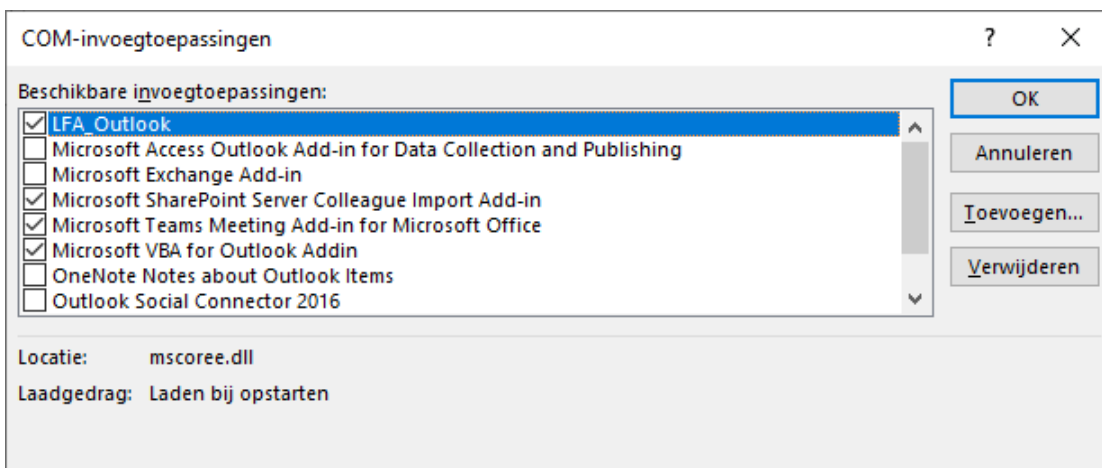 COM-invoegtoepassingen ?
Beschikbare invoegtoepassingen:
LFA_Outlook
Microsoft Access Outlook Add-in for Data Collection and Publishing
Microsoft Exchange Add-in
Microsoft SharePoint Server Colleague Import Add-in
Microsoft Teams Meeting Add-in for Microsoft Office
Microsoft VBA for Outlook Addin
OneNote Notes about Outlook Items
Outlook Social Connector 2016
OK
Annuleren
Toevoegen...
Verwijderen
Locatie: mscoree.dll
Laadgedrag: Laden bij opstarten